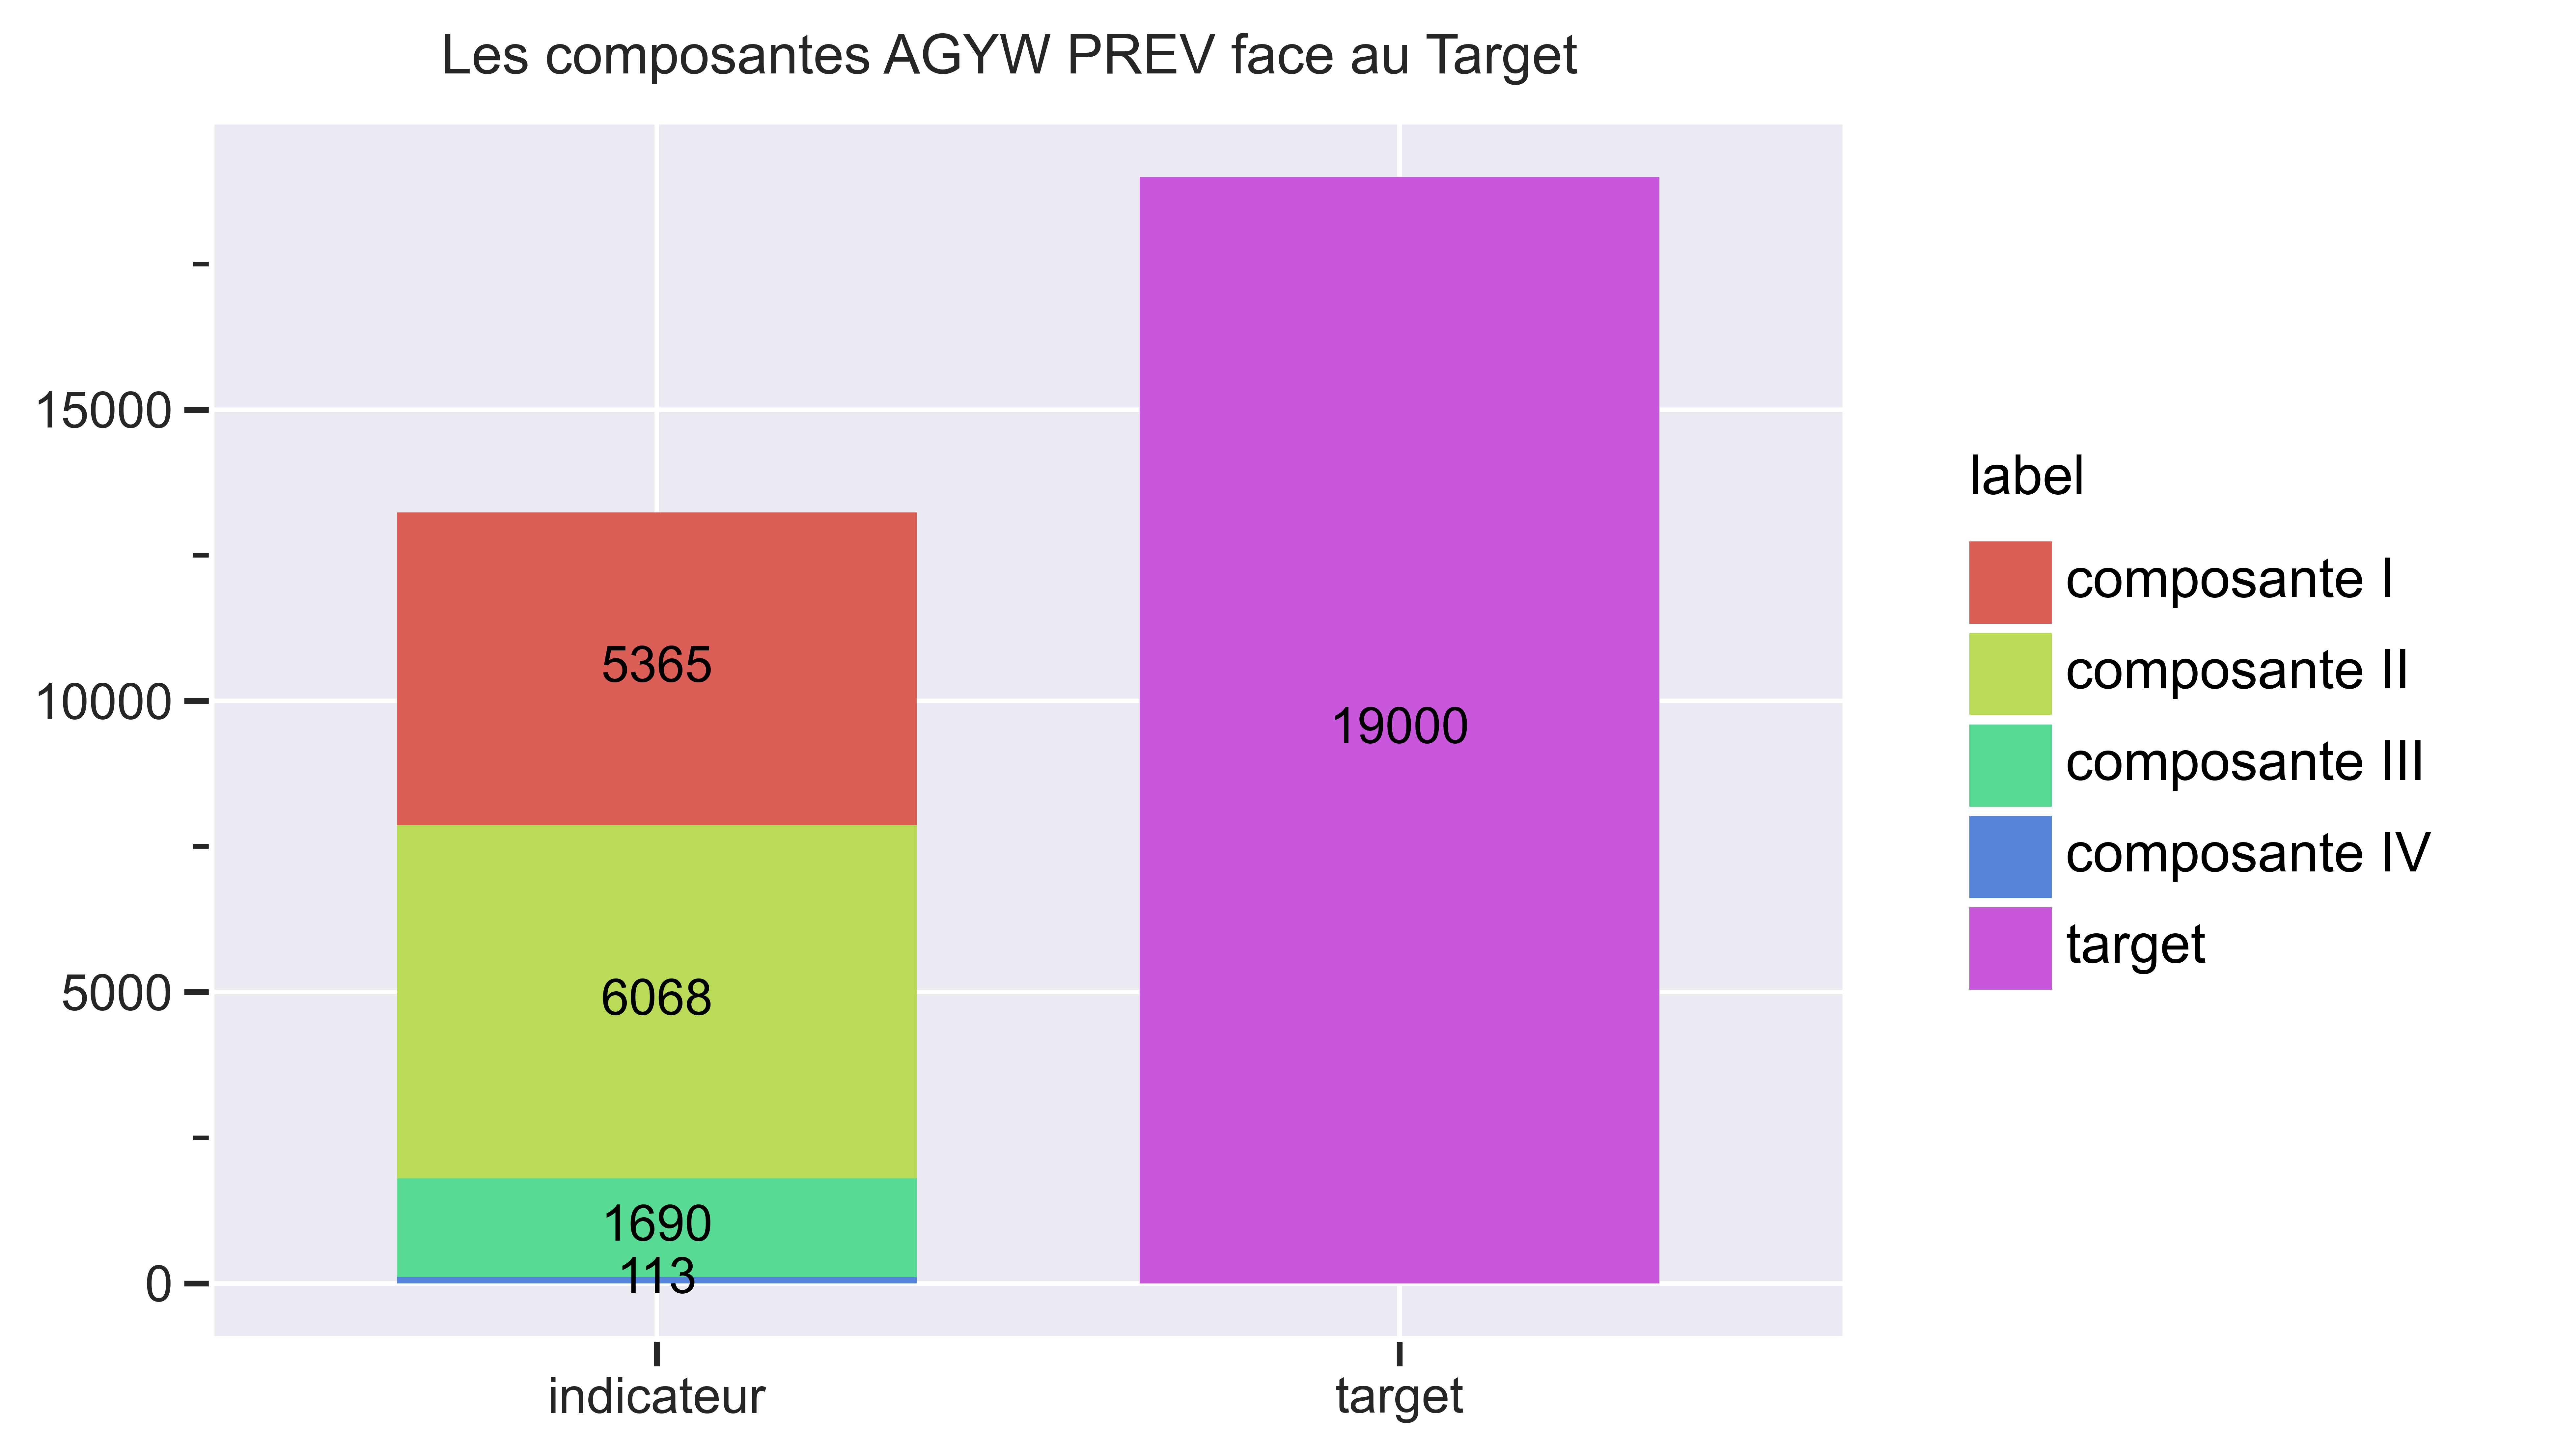 Les composantes AGYW PREV face au Target
15000
10000
5000
0
5365
6068
1690
113
19000
indicateur
target
label
composante I
composante II
composante III
composante IV
target